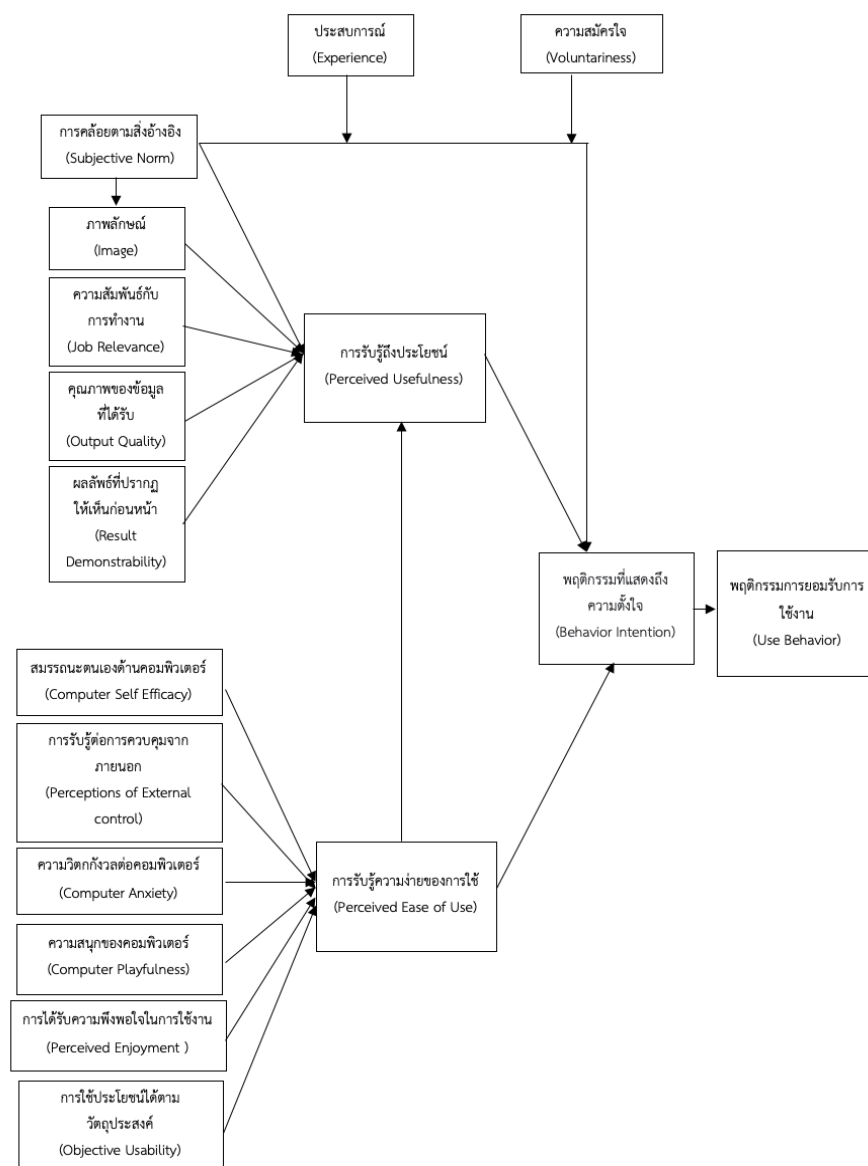 ประสบการณ์
(Experience)
ความสมัครใจ
(Voluntariness)
การคล้อยตามสิ่งอ้างอิง
(Subjective Norm)
ภาพลักษณ์
(Image)
ความสัมพันธ์กับ
การทำงาน
(Job Relevance)
คุณภาพของข้อมูล
ที่ได้รับ
(Output Quality)
ผลลัพธ์ที่ปรากฏ
ให้เห็นก่อนหน้า
(Result
Demonstrability)
การรับรู้ถึงประโยชน์
(Perceived Usefulness)
พฤติกรรมที่แสดงถึง
ความตั้งใจ
(Behavior Intention)
พฤติกรรมการยอมรับการ
ใช้งาน
(Use Behavior)
สมรรถนะตนเองด้านคอมพิวเตอร์
(Computer Self Efficacy)
การรับรู้ต่อการควบคุมจาก
ภายนอก
(Perceptions of External
control)
ความวิตกกังวลต่อคอมพิวเตอร์
(Computer Anxiety)
ความสนุกของคอมพิวเตอร์
(Computer Playfulness)
การได้รับความพึงพอใจในการใช้งาน
(Perceived Enjoyment )
การใช้ประโยชน์ได้ตาม
วัตถุประสงค์
(Objective Usability)
การรับรู้ความง่ายของการใช้
(Perceived Ease of Use)